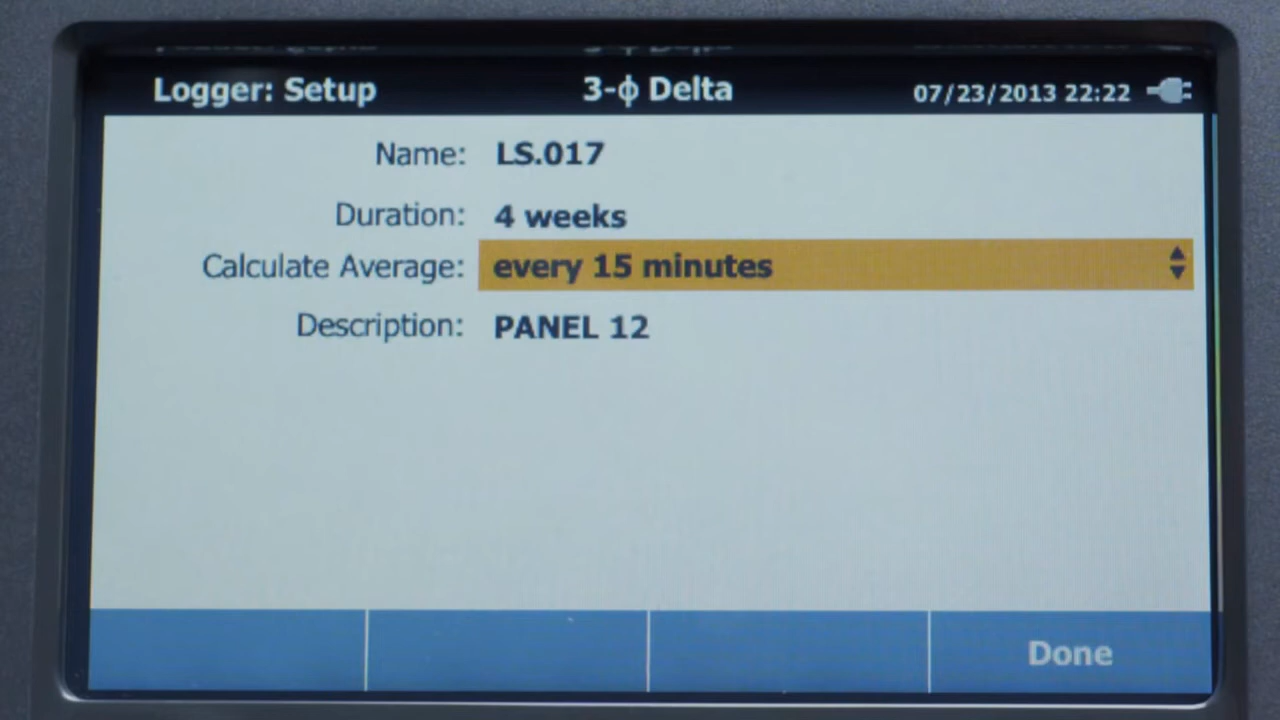 Logger: Setup 3-ϕ Delta 07/23/2013 22:22
Name: LS.017
Duration: 4 weeks
Calculate Average: every 15 minutes
Description: PANEL 12
Done